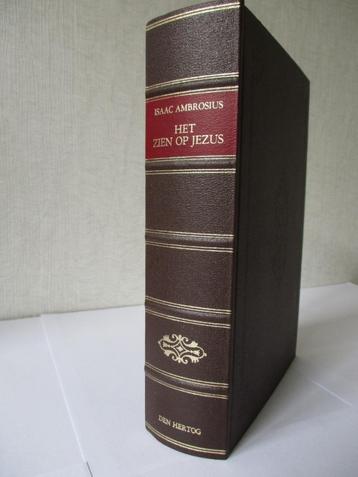 ISAAC AMBROSIUS
HET
ZIEN OP JEZUS
DEN HERTOG